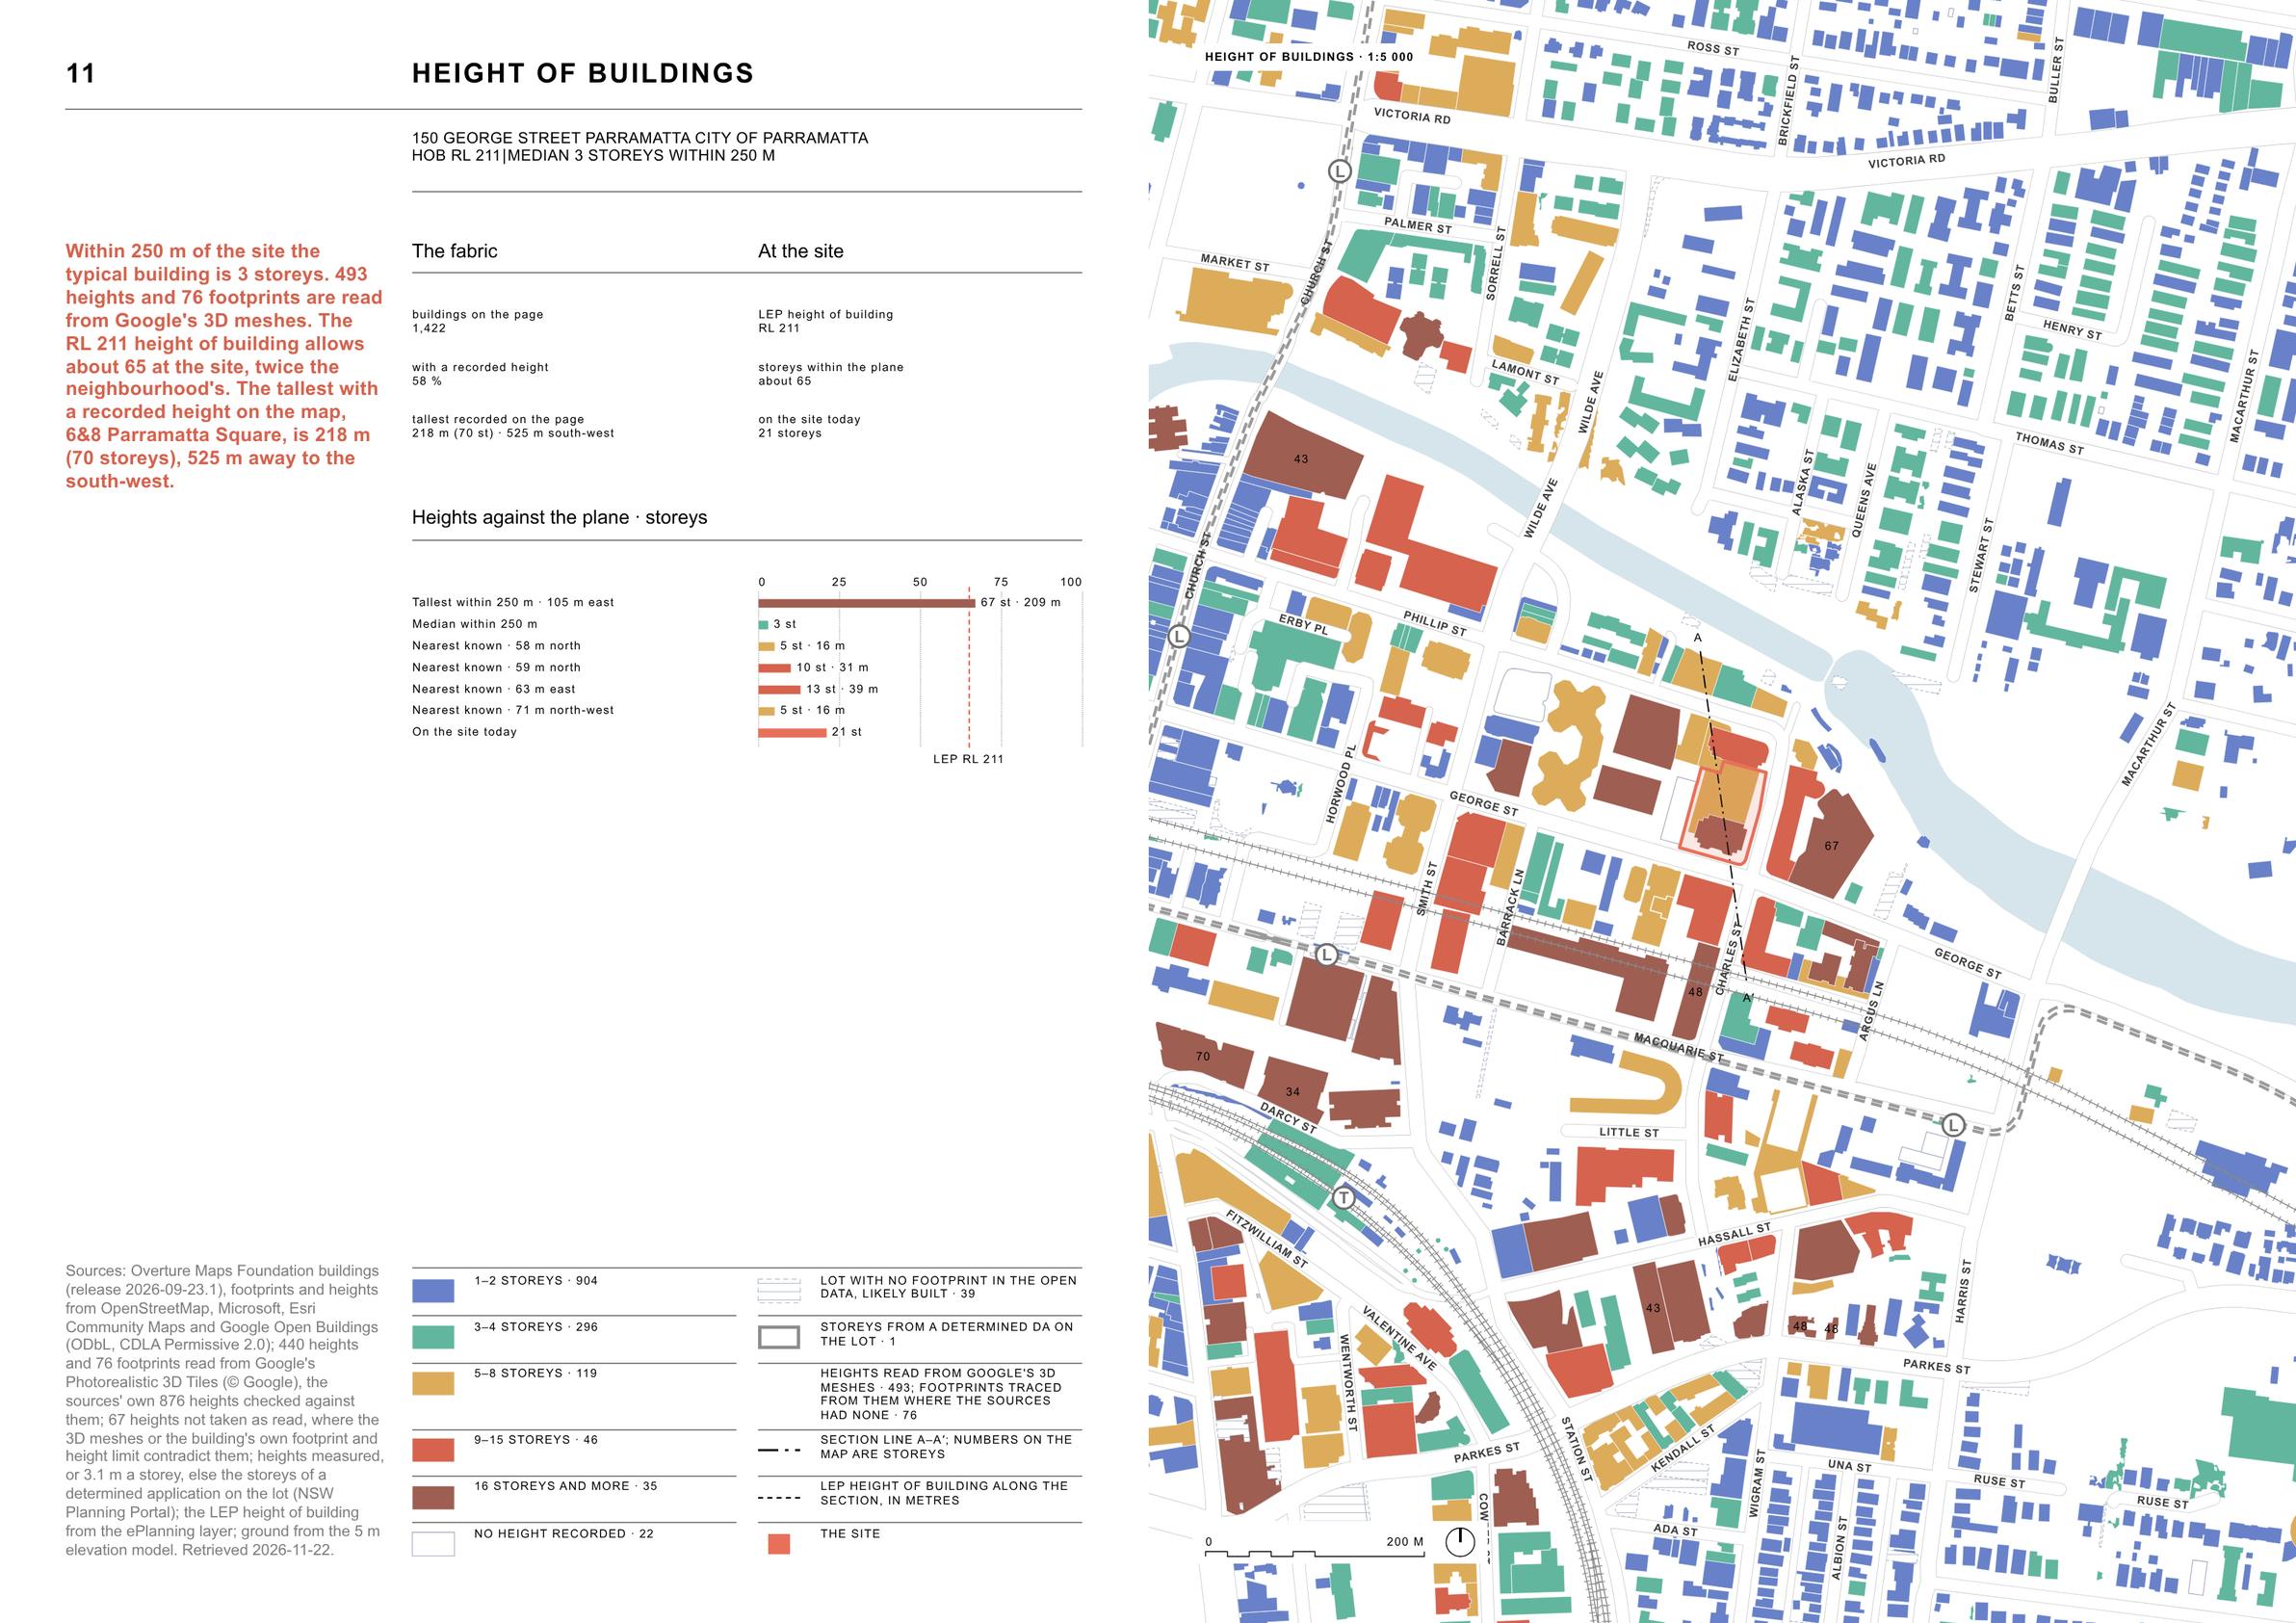 11
HEIGHT OF BUILDINGS
150 GEORGE STREET PARRAMATTA CITY OF PARRAMATTA
HOB RL 211|MEDIAN 3 STOREYS WITHIN 250 M
Within 250 m of the site the
typical building is 3 storeys. 493
heights and 76 footprints are read
from Google's 3D meshes. The
RL 211 height of building allows
about 65 at the site, twice the
neighbourhood's. The tallest with
a recorded height on the map,
6&8 Parramatta Square, is 218 m
(70 storeys), 525 m away to the
south-west.
The fabric
buildings on the page
1,422
with a recorded height
58 %
tallest recorded on the page
218 m (70 st) · 525 m south-west
At the site
LEP height of building
RL 211
storeys within the plane
about 65
on the site today
21 storeys
Heights against the plane · storeys
0 25 50 75 100
Tallest within 250 m · 105 m east 67 st · 209 m
Median within 250 m 3 st
Nearest known · 58 m north 5 st · 16 m
Nearest known · 59 m north 10 st · 31 m
Nearest known · 63 m east 13 st · 39 m
Nearest known · 71 m north-west 5 st · 16 m
On the site today 21 st
LEP RL 211
Sources: Overture Maps Foundation buildings
(release 2026-09-23.1), footprints and heights
from OpenStreetMap, Microsoft, Esri
Community Maps and Google Open Buildings
(ODbL, CDLA Permissive 2.0); 440 heights
and 76 footprints read from Google's
Photorealistic 3D Tiles (© Google), the
sources' own 876 heights checked against
them; 67 heights not taken as read, where the
3D meshes or the building's own footprint and
height limit contradict them; heights measured,
or 3.1 m a storey, else the storeys of a
determined application on the lot (NSW
Planning Portal); the LEP height of building
from the ePlanning layer; ground from the 5 m
elevation model. Retrieved 2026-11-22.
1–2 STOREYS · 904
3–4 STOREYS · 296
5–8 STOREYS · 119
9–15 STOREYS · 46
16 STOREYS AND MORE · 35
NO HEIGHT RECORDED · 22
LOT WITH NO FOOTPRINT IN THE OPEN
DATA, LIKELY BUILT · 39
STOREYS FROM A DETERMINED DA ON
THE LOT · 1
HEIGHTS READ FROM GOOGLE'S 3D
MESHES · 493; FOOTPRINTS TRACED
FROM THEM WHERE THE SOURCES
HAD NONE · 76
SECTION LINE A–A′; NUMBERS ON THE
MAP ARE STOREYS
LEP HEIGHT OF BUILDING ALONG THE
SECTION, IN METRES
THE SITE
HEIGHT OF BUILDINGS · 1:5 000
ROSS ST
BRICKFIELD ST
BULLER ST
VICTORIA RD
VICTORIA RD
L
PALMER ST
SORRELL ST
MARKET ST
CHURCH ST
ELIZABETH ST
BETTS ST
HENRY ST
MACARTHUR ST
LAMONT ST
WILDE AVE
THOMAS ST
43
ALASKA ST
QUEENS AVE
WILDE AVE
STEWART ST
CHURCH ST
L
ERBY PL
PHILLIP ST
A
MACARTHUR ST
HORWOOD PL
GEORGE ST
67
SMITH ST
BARRACK LN
L
CHARLES ST
48
A′
GEORGE ST
ARGUS LN
MACQUARIE ST
70
34
DARCY ST
LITTLE ST
L
T
FITZWILLIAM ST
HASSALL ST
HARRIS ST
43
48
48
VALENTINE AVE
WENTWORTH ST
PARKES ST
PARKES ST
STATION ST
KENDALL ST
WIGRAM ST
UNA ST
RUSE ST
RUSE ST
COW
ADA ST
ALBION ST
0 200 M